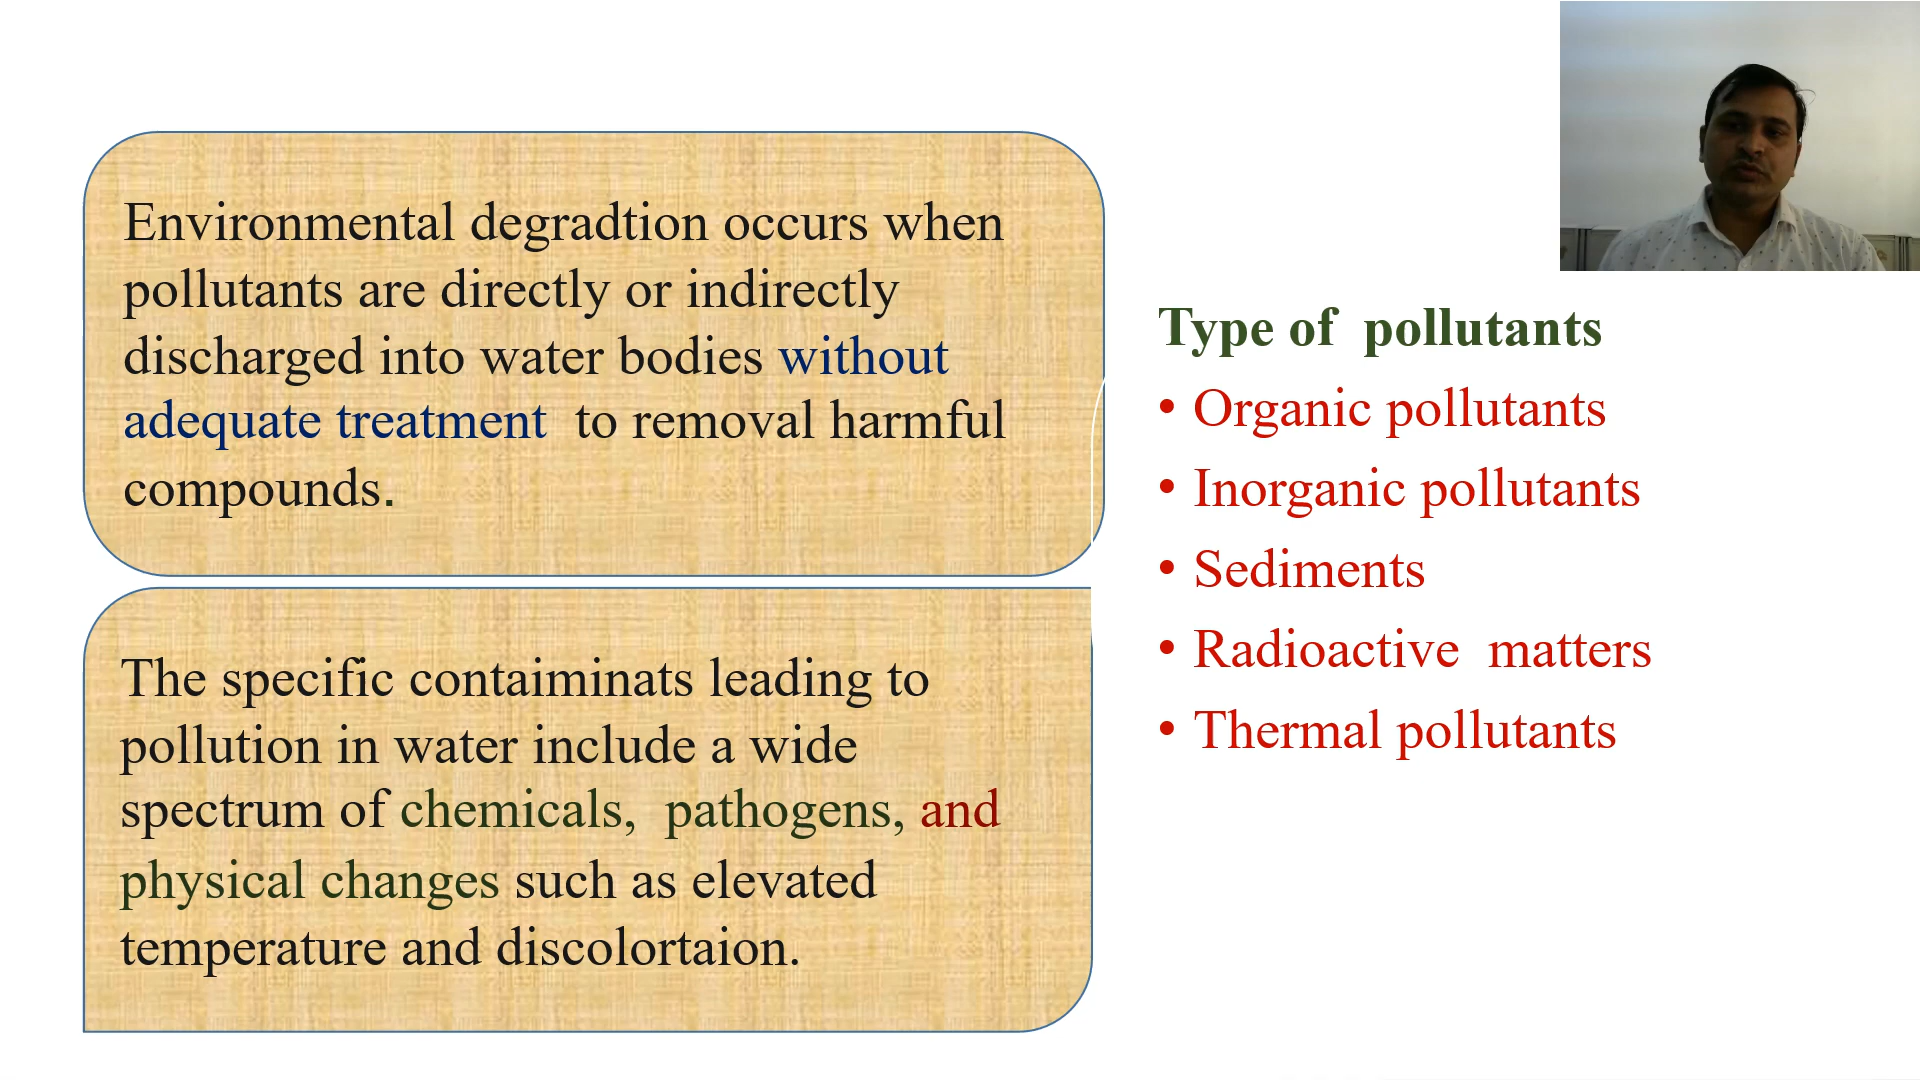 Environmental degradtion occurs when
pollutants are directly or indirectly
discharged into water bodies without
adequate treatment to removal harmful
compounds.
The specific contaiminats leading to
pollution in water include a wide
spectrum of chemicals, pathogens, and
physical changes such as elevated
temperature and discolortaion.
Type of pollutants
• Organic pollutants
• Inorganic pollutants
• Sediments
• Radioactive matters
• Thermal pollutants